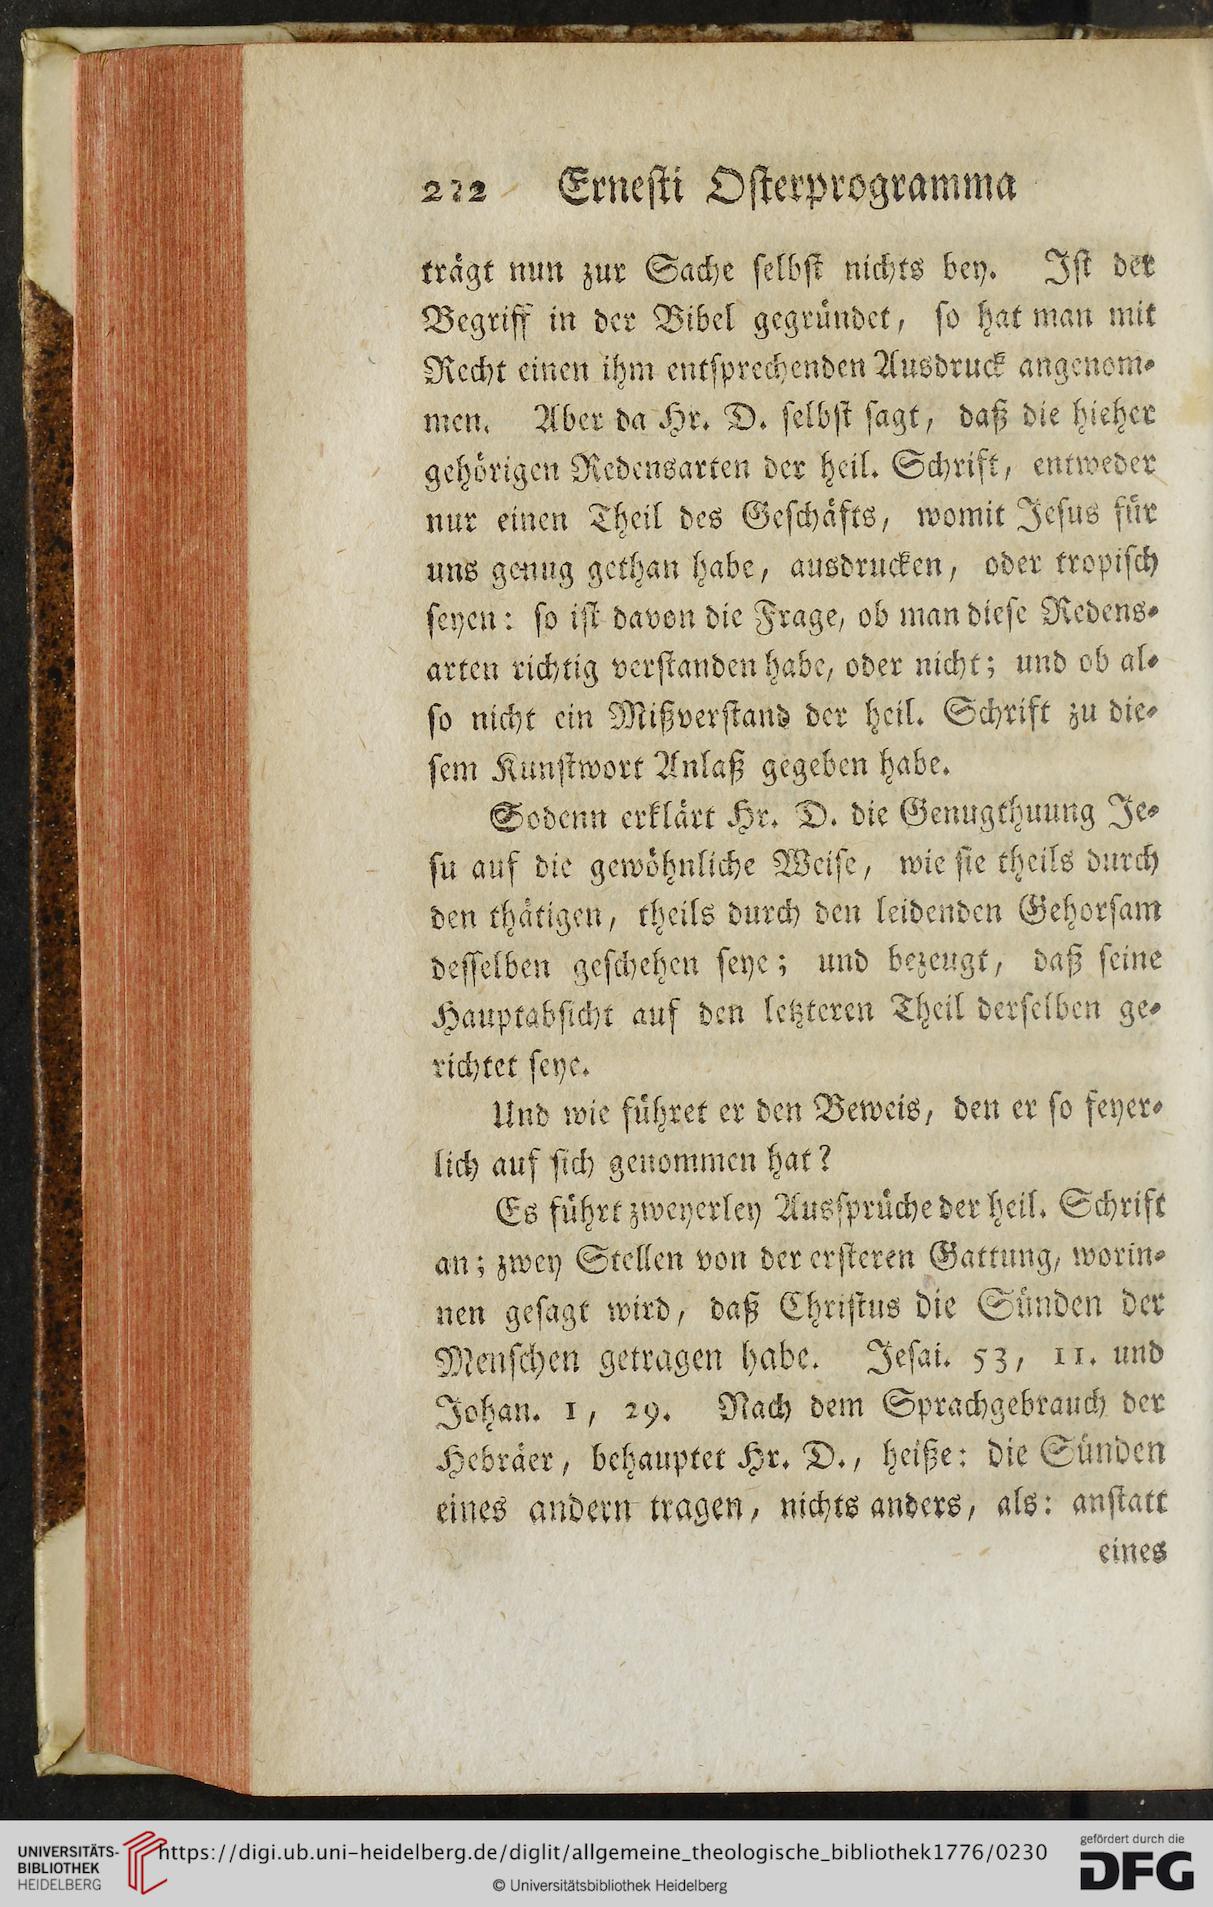 222 Ernesti Osterprogramma
trägt nun zur Sache selbst nichts bey. Ist der
Begriff in der Bibel gegründet, so hat man mit
Recht einen ihm entsprechenden Ausdruck angenom-
men. Aber da Hr. D. selbst sagt, daß die hieher
gehörigen Redensarten der heil. Schrift, entweder
nur einen Theil des Geschäfts, womit Jesus für
uns genug gethan habe, ausdrucken, oder tropisch
seyen: so ist davon die Frage, ob man diese Redens-
arten richtig verstanden habe, oder nicht; und ob al-
so nicht ein Mißverstand der heil. Schrift zu die-
sem Kunstwort Anlaß gegeben habe.
Sodenn erklärt Hr. D. die Genugthuung Je-
su auf die gewöhnliche Weise, wie sie theils durch
den thätigen, theils durch den leidenden Gehorsam
desselben geschehen seye; und bezeugt, daß seine
Hauptabsicht auf den letzteren Theil derselben ge-
richtet seye.
Und wie führet er den Beweis, den er so feyer-
lich auf sich genommen hat?
Es führt zweyerley Aussprüche der heil. Schrift
an; zwey Stellen von der ersteren Gattung, worin-
nen gesagt wird, daß Christus die Sünden der
Menschen getragen habe. Jesai. 53, 11. und
Johan. 1, 29. Nach dem Sprachgebrauch der
Hebräer, behauptet Hr. D., heiße: die Sünden
eines andern tragen, nichts anders, als: anstatt
eines
UNIVERSITÄTS-
BIBLIOTHEK
HEIDELBERG
https://digi.ub.uni-heidelberg.de/diglit/allgemeine_theologische_bibliothek1776/0230
© Universitätsbibliothek Heidelberg
gefördert durch die
DFG